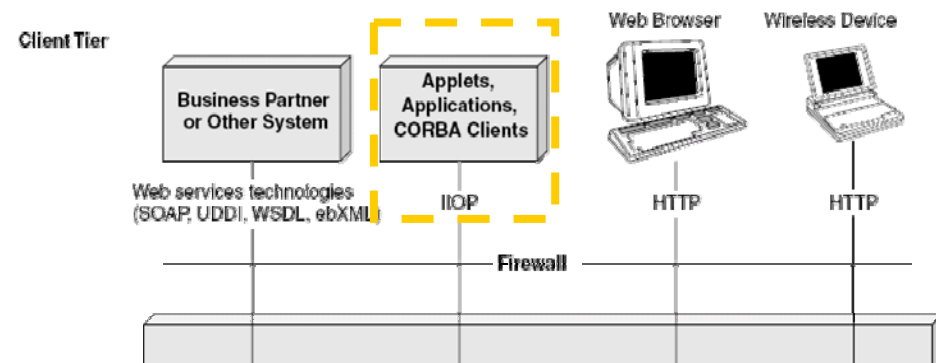 Client Tier
Web Browser
Wireless Device
Business Partner
or Other System
Applets,
Applications,
CORBA Clients
Web services technologies
(SOAP, UDDI, WSDL, ebXML)
IIOP
HTTP
HTTP
Firewall